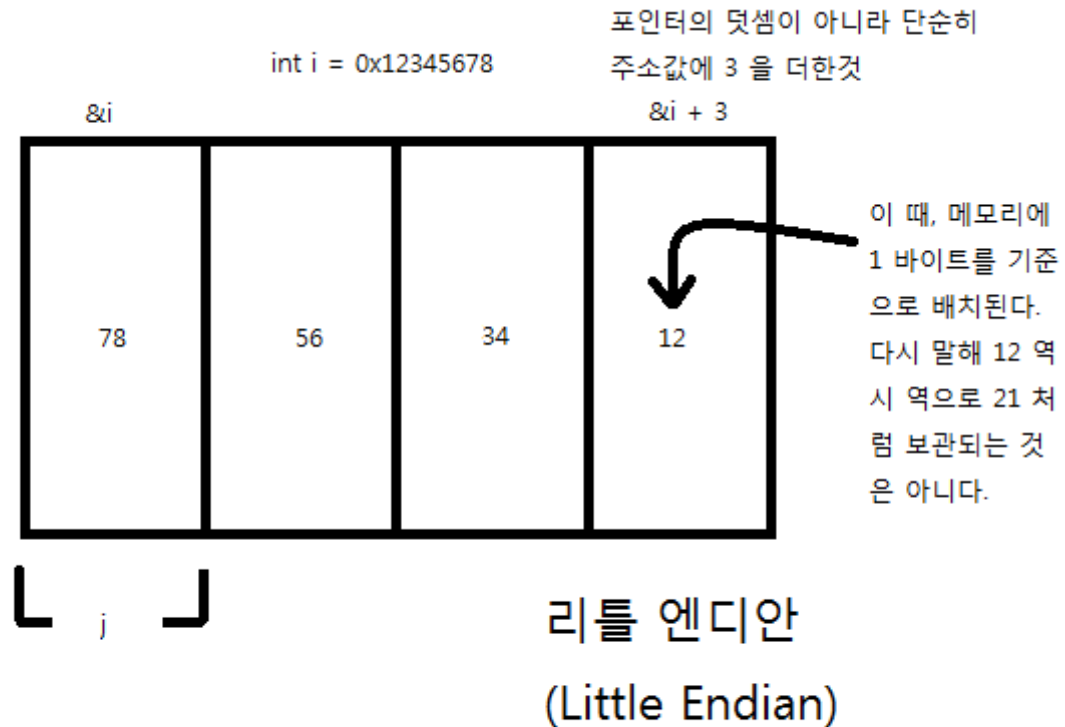 포인터의 덧셈이 아니라 단순히
int i = 0x12345678
주소값에 3 을 더한것
&i
&i + 3
이 때, 메모리에
1 바이트를 기준
으로 배치된다.
78
56
34
12
다시 말해 12 역
시 역으로 21 처
럼 보관되는 것
은 아니다.
j
리틀 엔디안
(Little Endian)